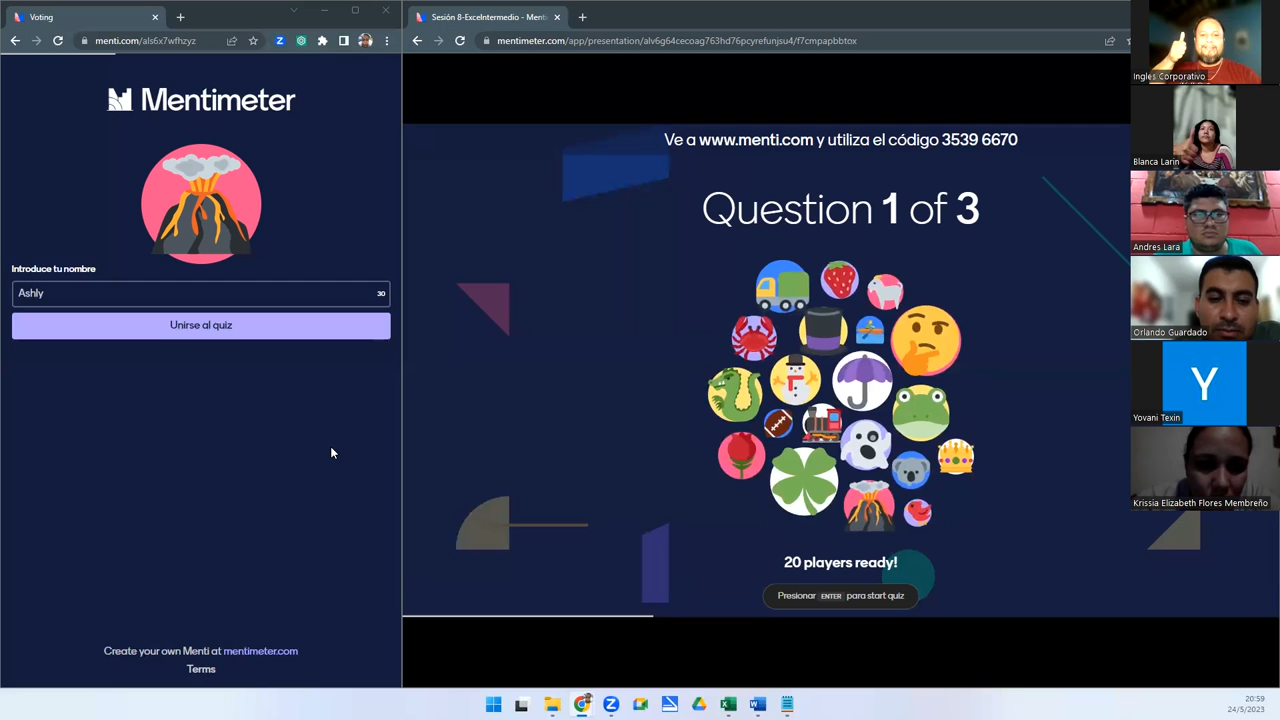 Voting
menti.com/als6x7wfhzyz
Mentimeter
Introduce tu nombre
Ashly
30
Unirse al quiz
Create your own Menti at mentimeter.com
Terms
Sesión 8-ExcelIntermedio - Menti
mentimeter.com/app/presentation/alv6g64cecoag763hd76pcyrefunjsu4/f7cmpapbbtox
Ve a www.menti.com y utiliza el código 3539 6670
Question 1 of 3
20 players ready!
Presionar ENTER para start quiz
Ingles Corporativo
Blanca Larin
Andres Lara
Orlando Guardado
Y
Yovani Texin
Krissia Elizabeth Flores Membreño
20:59
24/5/2023